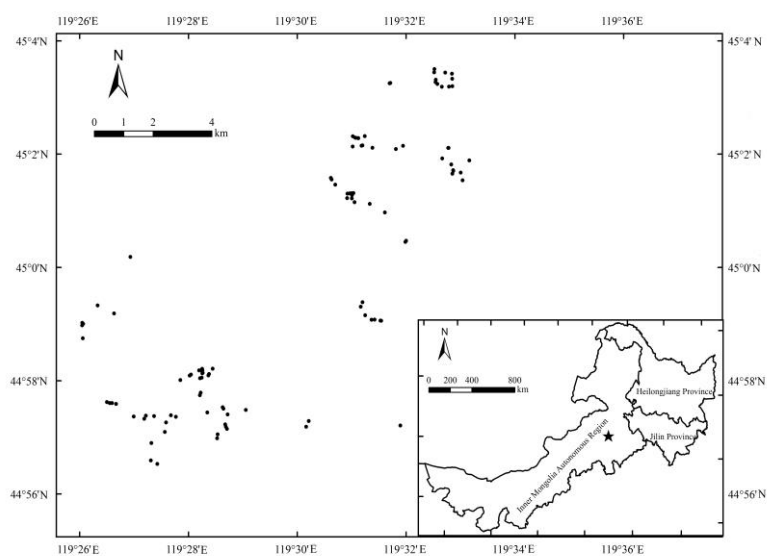 119°26′E 119°28′E 119°30′E 119°32′E 119°34′E 119°36′E
45°4′N 45°4′N
N
0 1 2 4
km
45°2′N 45°2′N
45°0′N 45°0′N
N
0 200 400 800
km
44°58′N 44°58′N
Heilongjiang Province
Jilin Province
Inner Mongolia Autonomous Region
44°56′N 44°56′N
119°26′E 119°28′E 119°30′E 119°32′E 119°34′E 119°36′E